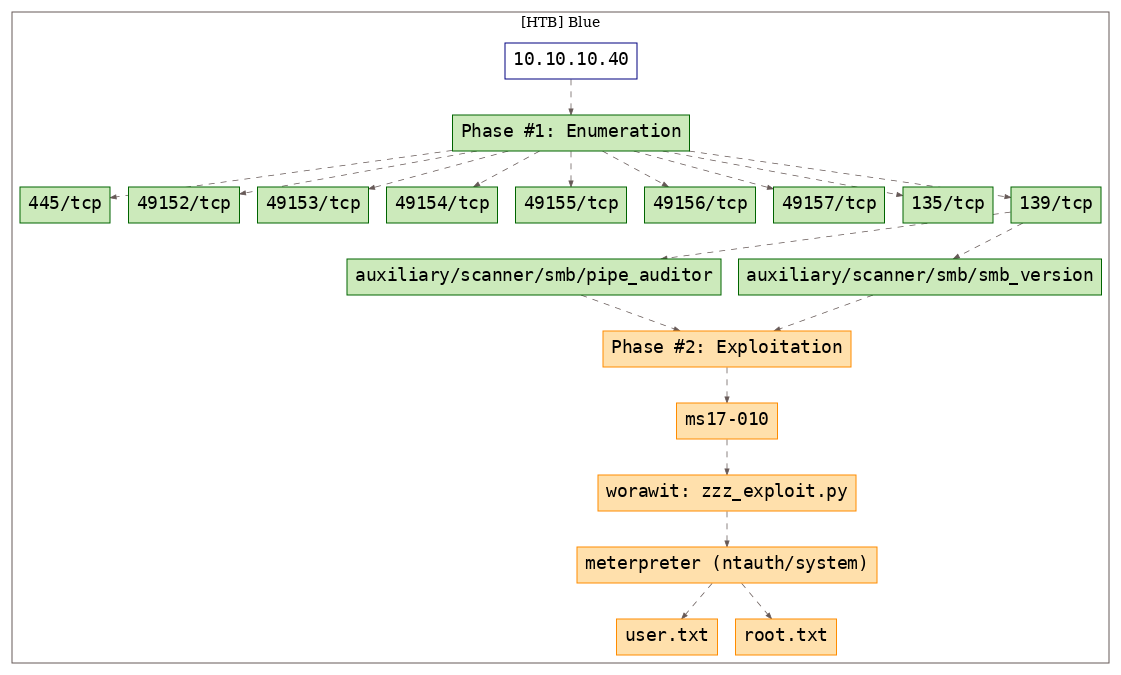 [HTB] Blue
10.10.10.40
Phase #1: Enumeration
445/tcp
49152/tcp
49153/tcp
49154/tcp
49155/tcp
49156/tcp
49157/tcp
135/tcp
139/tcp
auxiliary/scanner/smb/pipe_auditor
auxiliary/scanner/smb/smb_version
Phase #2: Exploitation
ms17-010
worawit: zzz_exploit.py
meterpreter (ntauth/system)
user.txt
root.txt